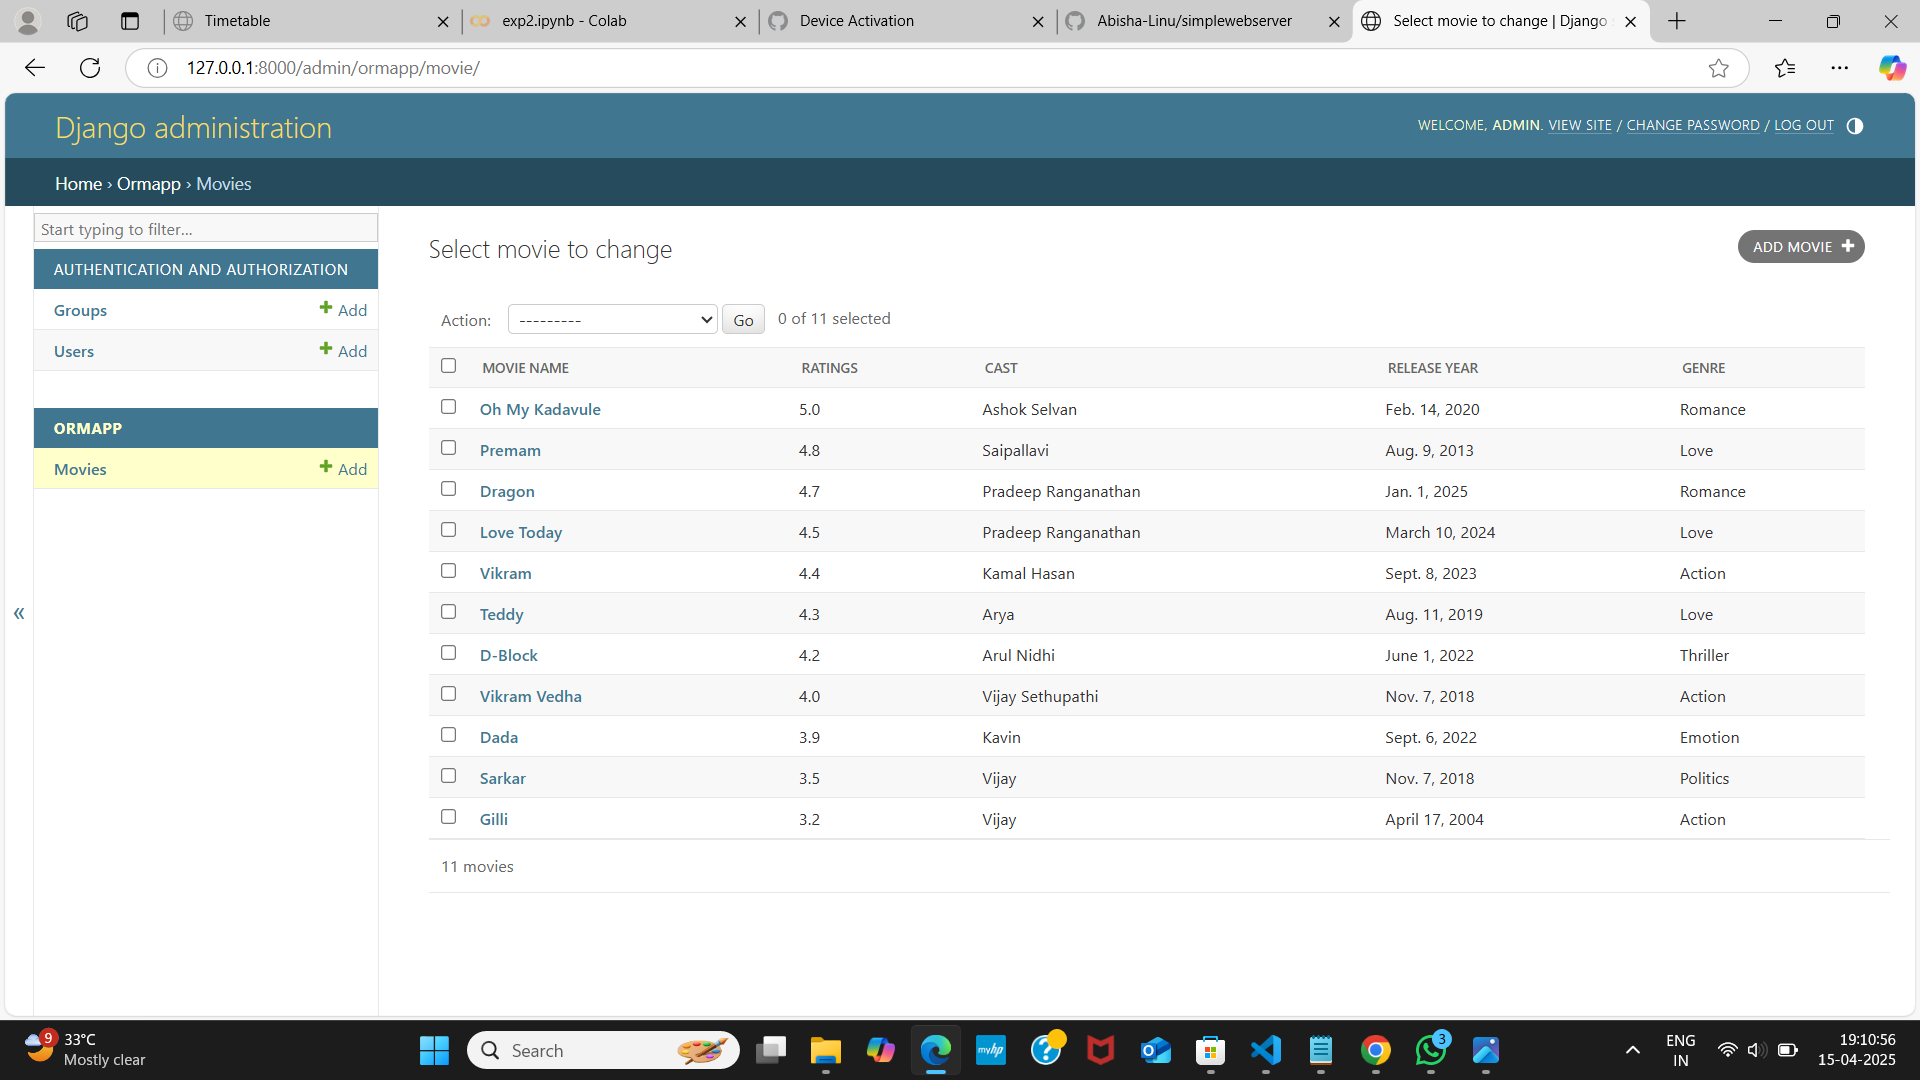 Timetable
exp2.ipynb - Colab
Device Activation
Abisha-Linu/simplewebserver
Select movie to change | Django
127.0.0.1:8000/admin/ormapp/movie/
Django administration
WELCOME, ADMIN. VIEW SITE / CHANGE PASSWORD / LOG OUT
Home › Ormapp › Movies
Start typing to filter...
AUTHENTICATION AND AUTHORIZATION
Groups + Add
Users + Add
ORMAPP
Movies + Add
«
Select movie to change
ADD MOVIE +
Action: --------- Go 0 of 11 selected
MOVIE NAME RATINGS CAST RELEASE YEAR GENRE
Oh My Kadavule 5.0 Ashok Selvan Feb. 14, 2020 Romance
Premam 4.8 Saipallavi Aug. 9, 2013 Love
Dragon 4.7 Pradeep Ranganathan Jan. 1, 2025 Romance
Love Today 4.5 Pradeep Ranganathan March 10, 2024 Love
Vikram 4.4 Kamal Hasan Sept. 8, 2023 Action
Teddy 4.3 Arya Aug. 11, 2019 Love
D-Block 4.2 Arul Nidhi June 1, 2022 Thriller
Vikram Vedha 4.0 Vijay Sethupathi Nov. 7, 2018 Action
Dada 3.9 Kavin Sept. 6, 2022 Emotion
Sarkar 3.5 Vijay Nov. 7, 2018 Politics
Gilli 3.2 Vijay April 17, 2004 Action
11 movies
9
33°C
Mostly clear
Search
myhp
3
ENG
IN
19:10:56
15-04-2025